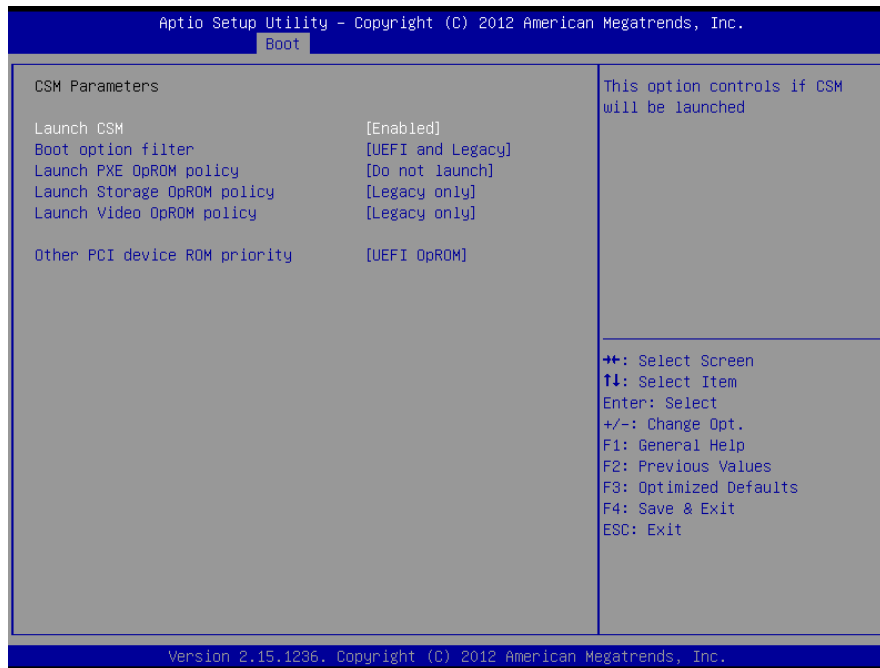 Aptio Setup Utility – Copyright (C) 2012 American Megatrends, Inc.
Boot
CSM Parameters
Launch CSM [Enabled]
Boot option filter [UEFI and Legacy]
Launch PXE OpROM policy [Do not launch]
Launch Storage OpROM policy [Legacy only]
Launch Video OpROM policy [Legacy only]
Other PCI device ROM priority [UEFI OpROM]
This option controls if CSM
will be launched
→←: Select Screen
↑↓: Select Item
Enter: Select
+/-: Change Opt.
F1: General Help
F2: Previous Values
F3: Optimized Defaults
F4: Save & Exit
ESC: Exit
Version 2.15.1236. Copyright (C) 2012 American Megatrends, Inc.